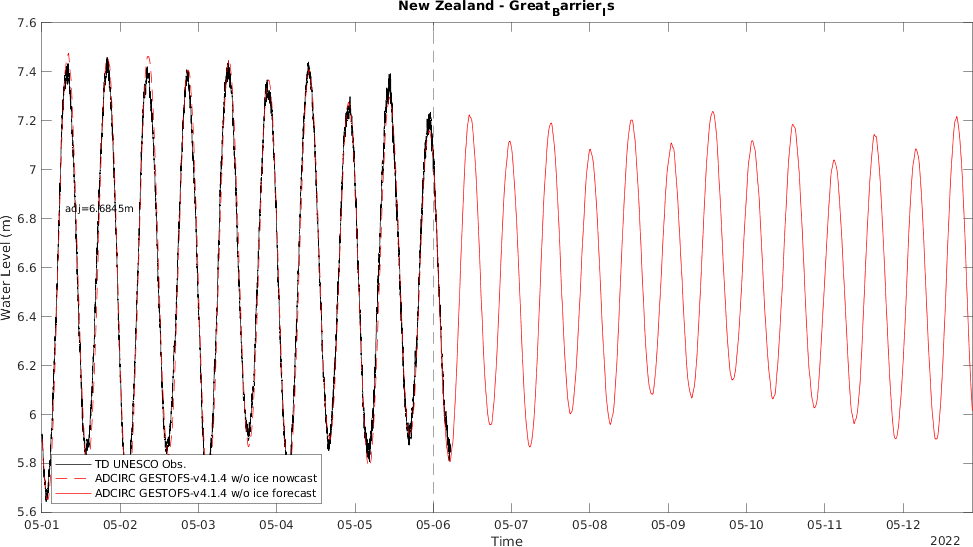 New Zealand - Great_Barrier_Is
7.6
7.4
7.2
7
6.8
6.6
6.4
6.2
6
5.8
5.6
Water Level (m)
adj=6.6845m
TD UNESCO Obs.
ADCIRC GESTOFS-v4.1.4 w/o ice nowcast
ADCIRC GESTOFS-v4.1.4 w/o ice forecast
05-01 05-02 05-03 05-04 05-05 05-06 05-07 05-08 05-09 05-10 05-11 05-12
Time
2022